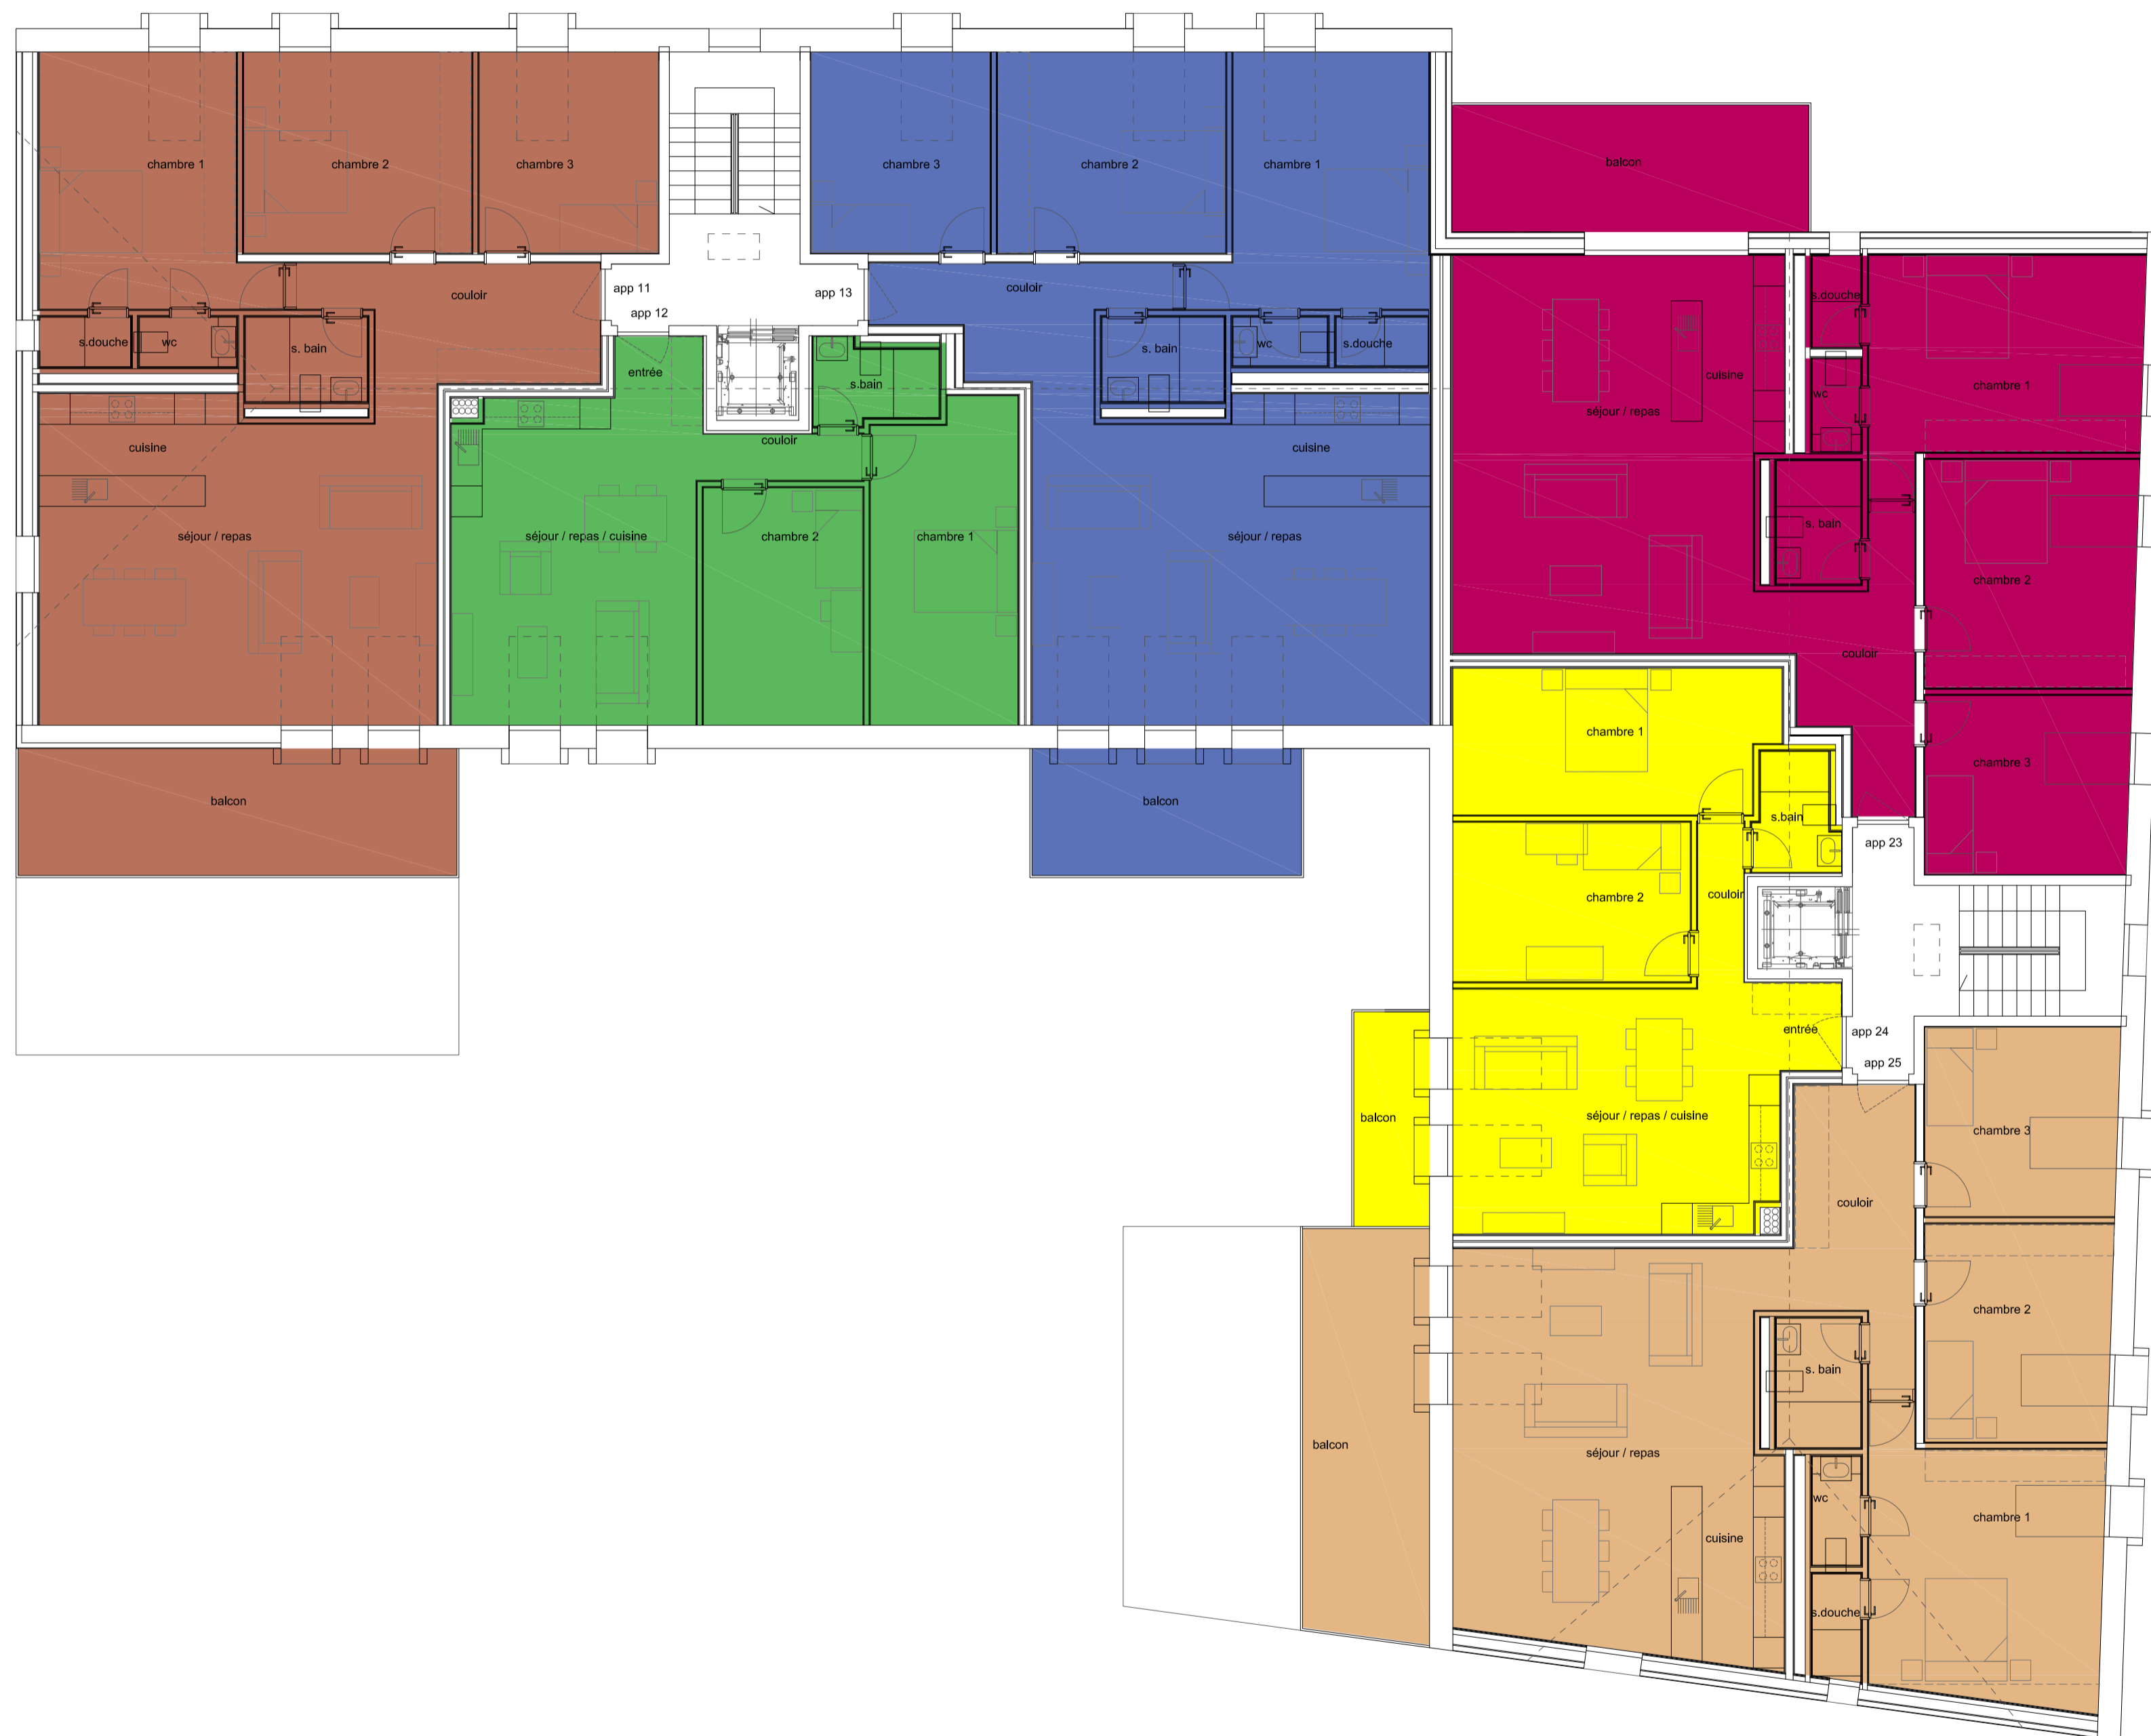 chambre 1
chambre 2
chambre 3
couloir
s.douche
wc
s. bain
cuisine
séjour / repas
balcon
app 11
app 12
app 13
entrée
s.bain
couloir
séjour / repas / cuisine
chambre 2
chambre 1
chambre 3
chambre 2
chambre 1
couloir
s. bain
wc
s.douche
cuisine
séjour / repas
balcon
balcon
s.douche
chambre 1
cuisine
wc
séjour / repas
s. bain
chambre 2
couloir
chambre 3
app 23
chambre 1
s.bain
chambre 2
couloir
entrée
app 24
app 25
balcon
séjour / repas / cuisine
chambre 3
couloir
chambre 2
s. bain
balcon
séjour / repas
wc
chambre 1
cuisine
s.douche